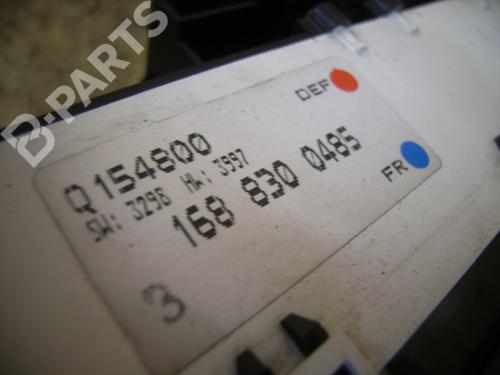 B-PARTS
DEF
Q154800
SW: 3298 HW: 3997
168 830 0485
FR
3